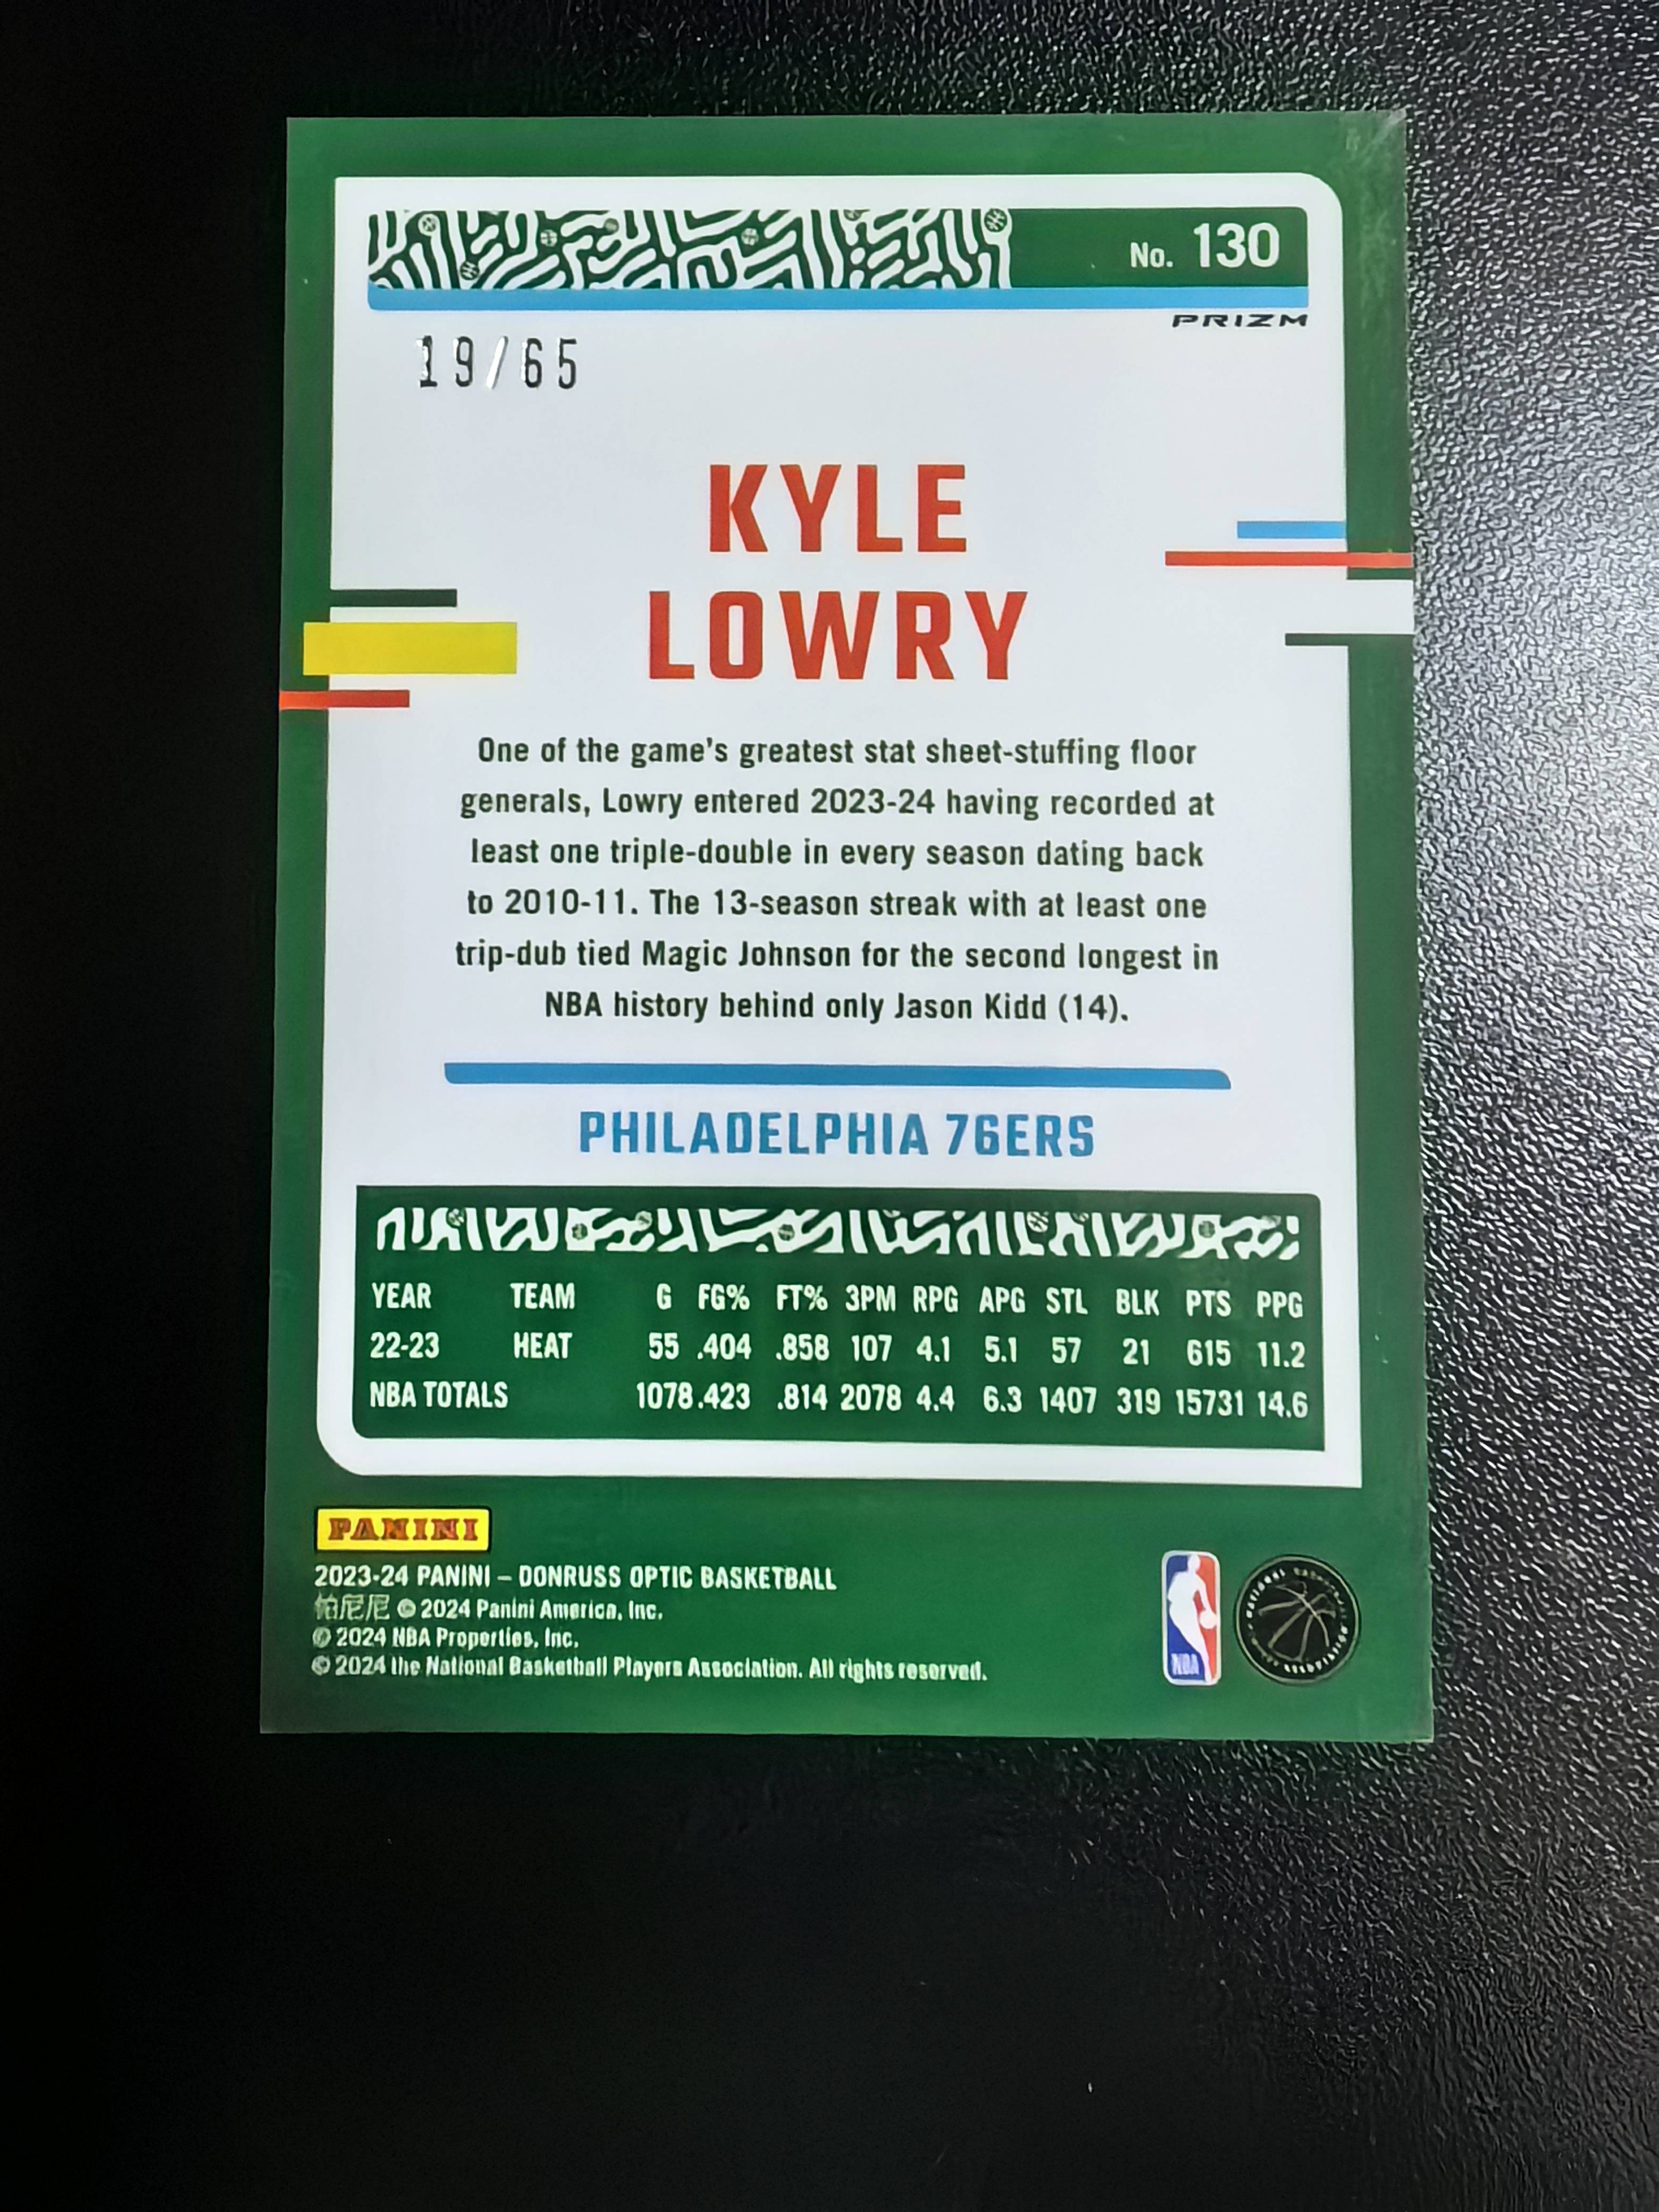 No. 130
PRIZM
19/65
KYLE
LOWRY
One of the game's greatest stat sheet-stuffing floor
generals, Lowry entered 2023-24 having recorded at
least one triple-double in every season dating back
to 2010-11. The 13-season streak with at least one
trip-dub tied Magic Johnson for the second longest in
NBA history behind only Jason Kidd (14).
PHILADELPHIA 76ERS
YEAR TEAM G FG% FT% 3PM RPG APG STL BLK PTS PPG
22-23 HEAT 55 .404 .858 107 4.1 5.1 57 21 615 11.2
NBA TOTALS 1078 .423 .814 2078 4.4 6.3 1407 319 15731 14.6
PANINI
2023-24 PANINI – DONRUSS OPTIC BASKETBALL
帕尼尼 © 2024 Panini America, Inc.
© 2024 NBA Properties, Inc.
© 2024 the National Basketball Players Association. All rights reserved.
NBA